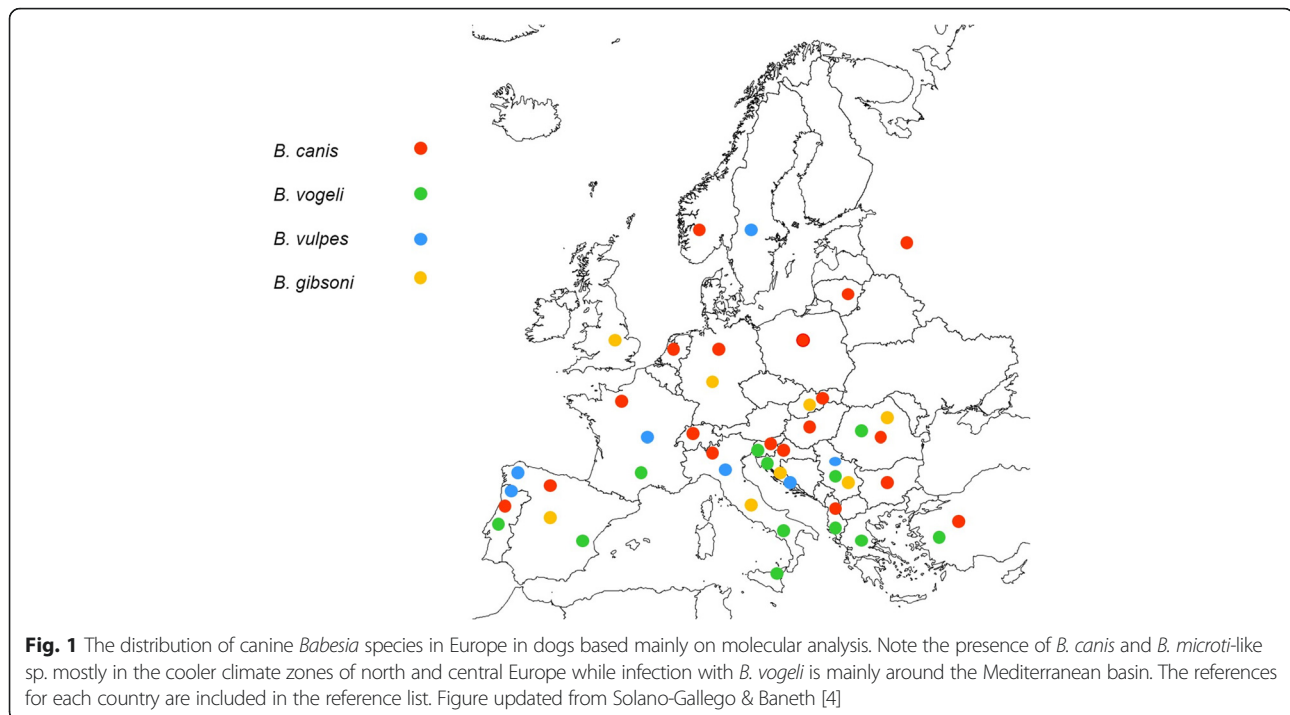 B. canis
B. vogeli
B. vulpes
B. gibsoni
Fig. 1 The distribution of canine Babesia species in Europe in dogs based mainly on molecular analysis. Note the presence of B. canis and B. microti-like
sp. mostly in the cooler climate zones of north and central Europe while infection with B. vogeli is mainly around the Mediterranean basin. The references
for each country are included in the reference list. Figure updated from Solano-Gallego & Baneth [4]